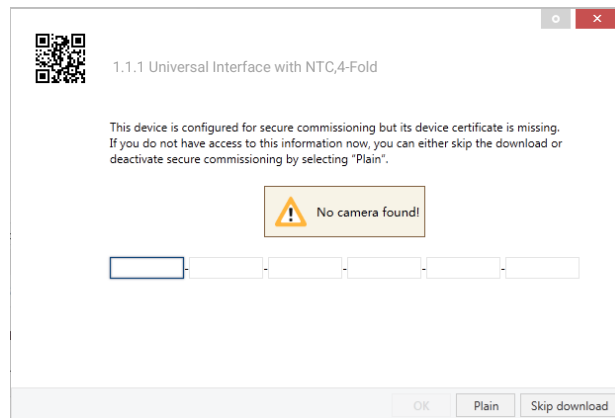 1.1.1 Universal Interface with NTC,4-Fold
This device is configured for secure commissioning but its device certificate is missing.
If you do not have access to this information now, you can either skip the download or
deactivate secure commissioning by selecting "Plain".
No camera found!
- - - - -
OK Plain Skip download